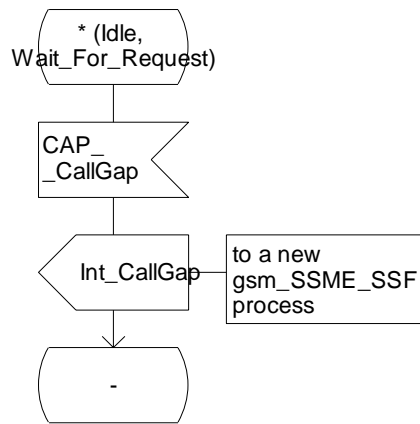 * (Idle,
Wait_For_Request)
CAP_
_CallGap
Int_CallGap
to a new
gsm_SSME_SSF
process
-